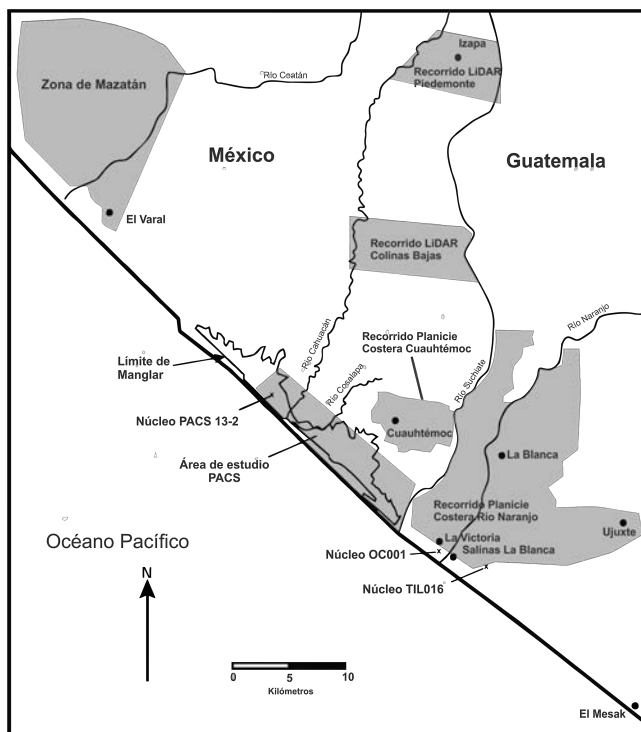 Izapa
Río Coatán
Recorrido LiDAR
Piedemonte
Zona de Mazatán
México
Guatemala
El Varal
Recorrido LiDAR
Colinas Bajas
Río Naranjo
Río Cahuacán
Recorrido Planicie
Costera Cuauhtémoc
Límite de
Manglar
Río Cosalapa
Río Suchiate
Núcleo PACS 13-2
Cuauhtémoc
La Blanca
Área de estudio
PACS
Recorrido Planicie
Costera Río Naranjo
Ujuxte
Océano Pacífico
La Victoria
Núcleo OC001
Salinas La Blanca
N
Núcleo TIL016
0 5 10
Kilómetros
El Mesak